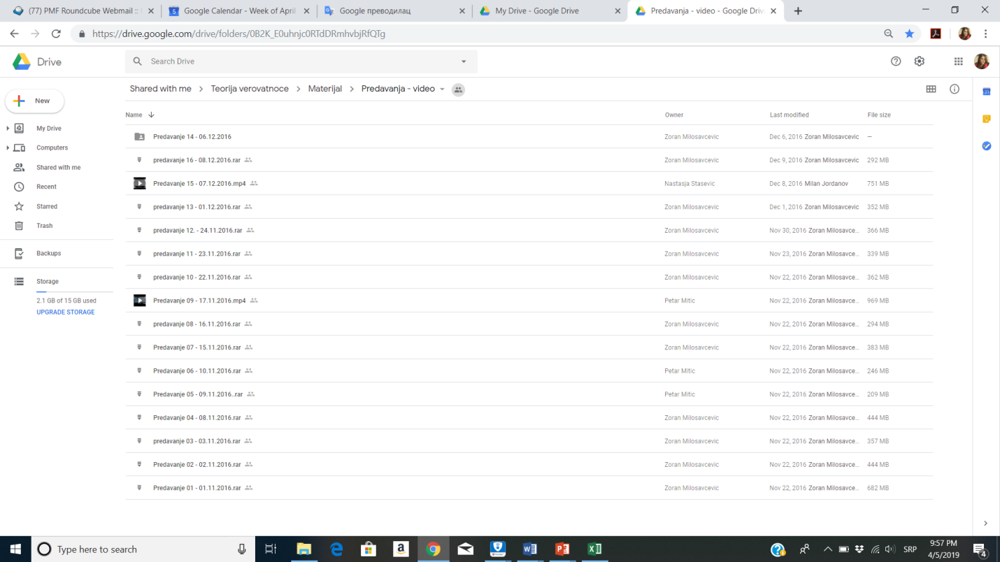 (77) PMF Roundcube Webmail ::
Google Calendar - Week of April
Google преводилац
My Drive - Google Drive
Predavanja - video - Google Driv
https://drive.google.com/drive/folders/0B2K_E0uhnjc0RTdDRmhvbjRfQTg
Drive
Search Drive
New
Shared with me > Teorija verovatnoce > Materijal > Predavanja - video
Name Owner Last modified File size
My Drive
Computers
Shared with me
Recent
Starred
Trash
Backups
Storage
2.1 GB of 15 GB used
UPGRADE STORAGE
Predavanje 14 - 06.12.2016 Zoran Milosavcevic Dec 6, 2016 Zoran Milosavcevic —
predavanje 16 - 08.12.2016.rar Zoran Milosavcevic Dec 9, 2016 Zoran Milosavcevic 292 MB
Predavanje 15 - 07.12.2016.mp4 Nastasja Stasevic Dec 8, 2016 Milan Jordanov 751 MB
predavanje 13 - 01.12.2016.rar Zoran Milosavcevic Dec 1, 2016 Zoran Milosavcevic 352 MB
predavanje 12. - 24.11.2016.rar Zoran Milosavcevic Nov 30, 2016 Zoran Milosavce... 366 MB
predavanje 11 - 23.11.2016.rar Zoran Milosavcevic Nov 23, 2016 Zoran Milosavce... 339 MB
predavanje 10 - 22.11.2016.rar Zoran Milosavcevic Nov 22, 2016 Zoran Milosavce... 362 MB
Predavanje 09 - 17.11.2016.mp4 Petar Mitic Nov 22, 2016 Zoran Milosavce... 969 MB
predavanje 08 - 16.11.2016.rar Zoran Milosavcevic Nov 22, 2016 Zoran Milosavce... 294 MB
Predavanje 07 - 15.11.2016.rar Zoran Milosavcevic Nov 22, 2016 Zoran Milosavce... 383 MB
Predavanje 06 - 10.11.2016.rar Petar Mitic Nov 22, 2016 Zoran Milosavce... 246 MB
Predavanje 05 - 09.11.2016..rar Petar Mitic Nov 22, 2016 Zoran Milosavce... 209 MB
Predavanje 04 - 08.11.2016.rar Zoran Milosavcevic Nov 22, 2016 Zoran Milosavce... 444 MB
predavanje 03 - 03.11.2016.rar Zoran Milosavcevic Nov 22, 2016 Zoran Milosavce... 357 MB
Predavanje 02 - 02.11.2016.rar Zoran Milosavcevic Nov 22, 2016 Zoran Milosavce... 444 MB
Predavanje 01 - 01.11.2016.rar Zoran Milosavcevic Nov 22, 2016 Zoran Milosavce... 682 MB
Type here to search
SRP
9:57 PM
4/5/2019
4